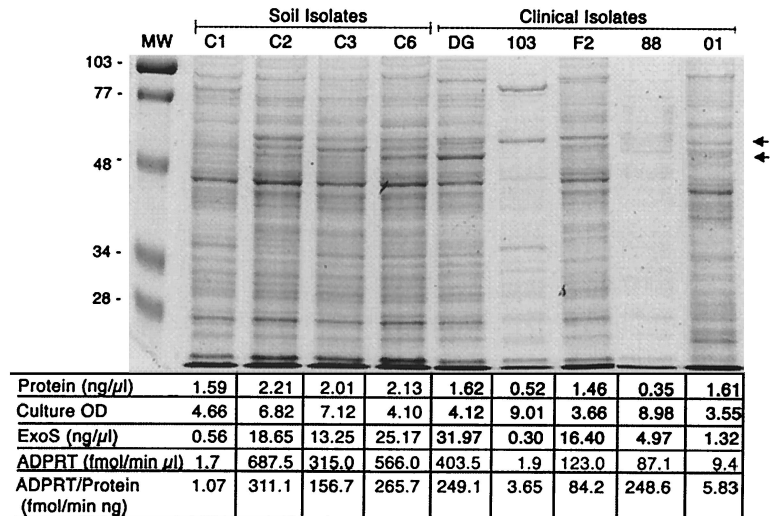 Soil Isolates Clinical Isolates
MW C1 C2 C3 C6 DG 103 F2 88 01
103 -
77 -
48 -
34 -
28 -
Protein (ng/µl) 1.59 2.21 2.01 2.13 1.62 0.52 1.46 0.35 1.61
Culture OD 4.66 6.82 7.12 4.10 4.12 9.01 3.66 8.98 3.55
ExoS (ng/µl) 0.56 18.65 13.25 25.17 31.97 0.30 16.40 4.97 1.32
ADPRT (fmol/min µl) 1.7 687.5 315.0 566.0 403.5 1.9 123.0 87.1 9.4
ADPRT/Protein 1.07 311.1 156.7 265.7 249.1 3.65 84.2 248.6 5.83
(fmol/min ng)